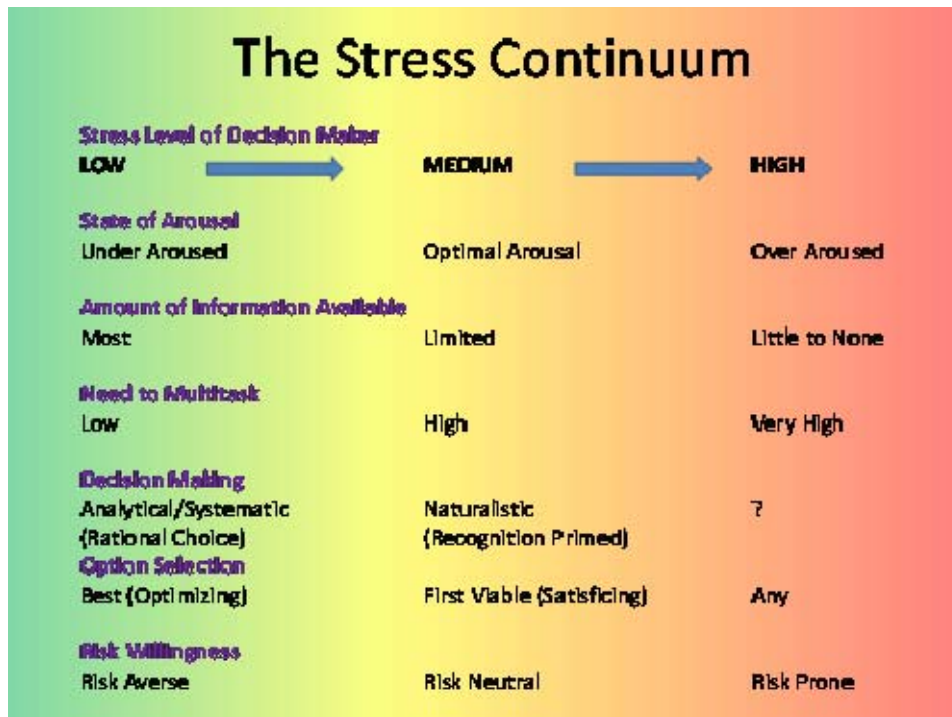 The Stress Continuum
Stress Level of Decision Maker
LOW MEDIUM HIGH
State of Arousal
Under Aroused Optimal Arousal Over Aroused
Amount of Information Available
Most Limited Little to None
Need to Multitask
Low High Very High
Decision Making
Analytical/Systematic Naturalistic ?
(Rational Choice) (Recognition Primed)
Option Selection
Best (Optimizing) First Viable (Satisficing) Any
Risk Willingness
Risk Averse Risk Neutral Risk Prone